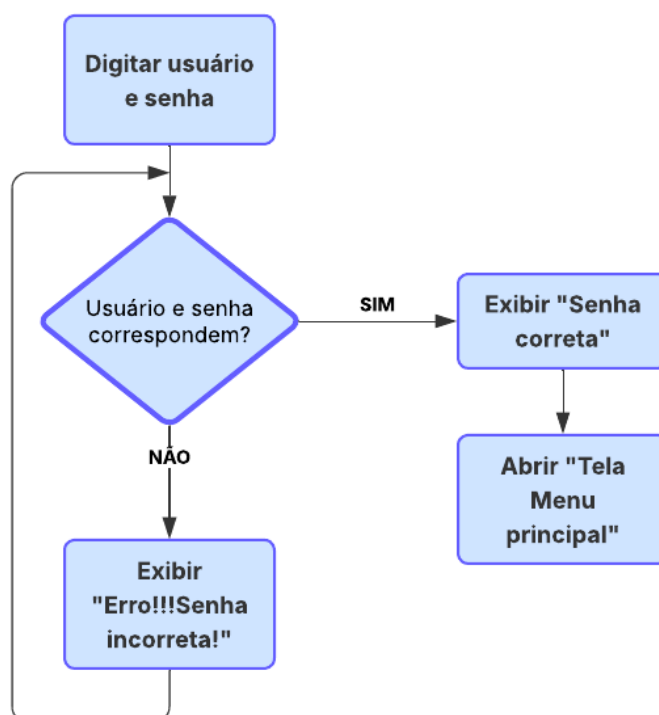 Digitar usuário
e senha
Usuário e senha
correspondem?
SIM
Exibir "Senha
correta"
NÃO
Abrir "Tela
Menu
principal"
Exibir
"Erro!!!Senha
incorreta!"